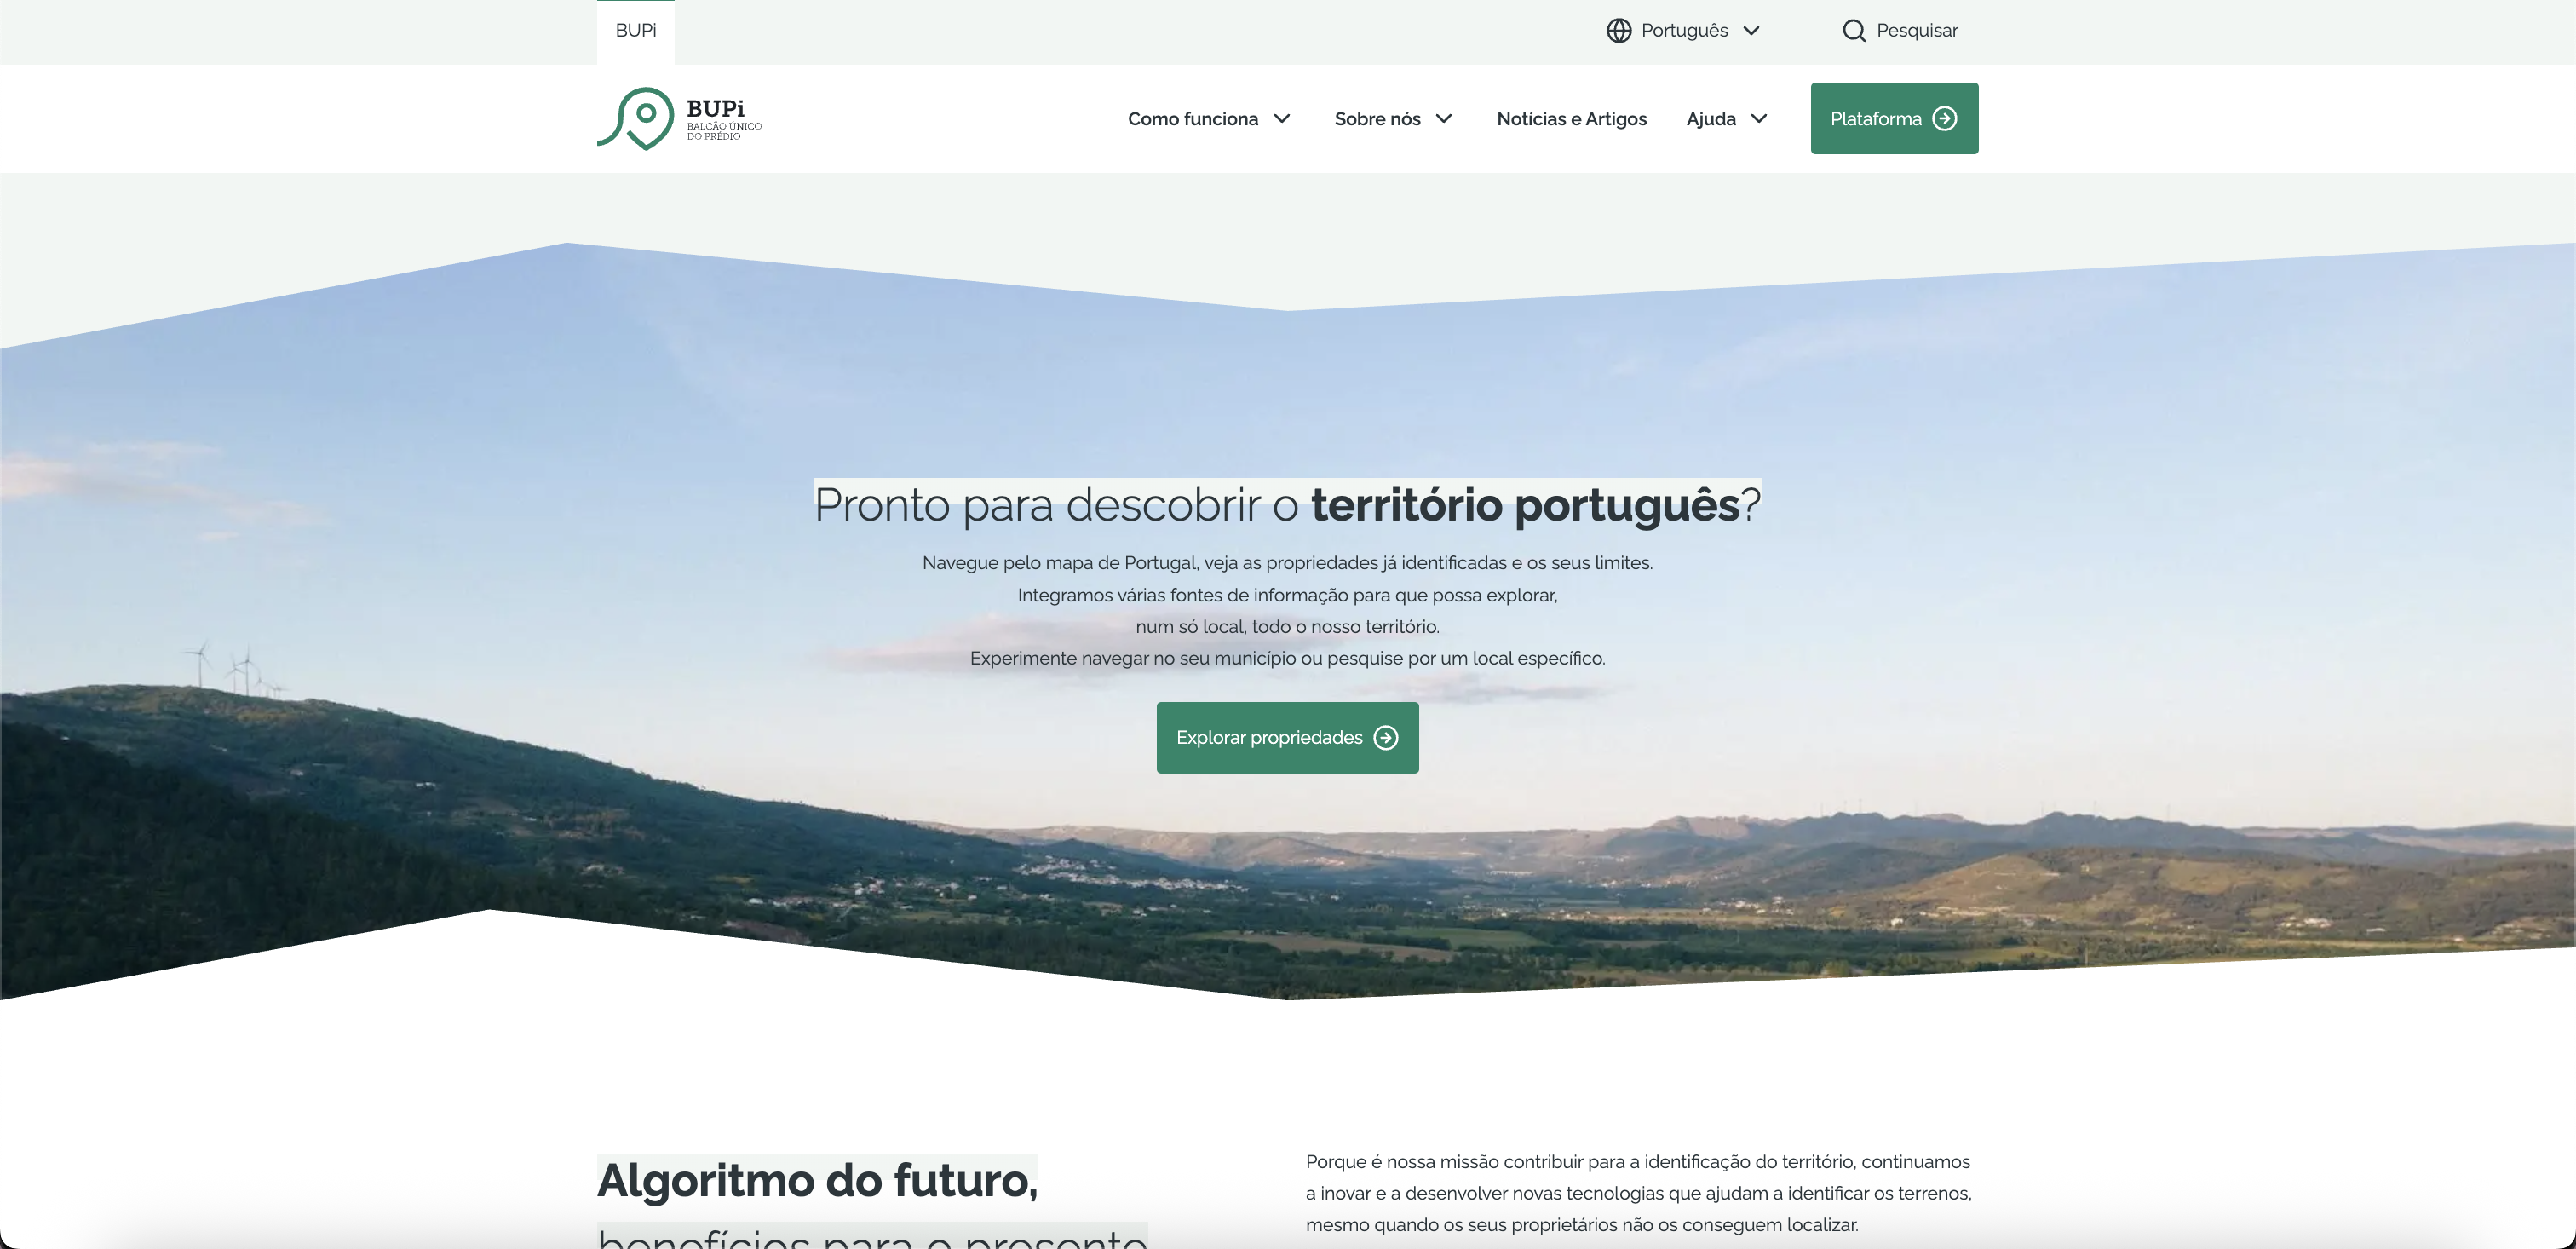 BUPi
Português
Pesquisar
BUPi
BALCÃO ÚNICO
DO PRÉDIO
Como funciona
Sobre nós
Notícias e Artigos
Ajuda
Plataforma
Pronto para descobrir o território português?
Navegue pelo mapa de Portugal, veja as propriedades já identificadas e os seus limites.
Integramos várias fontes de informação para que possa explorar,
num só local, todo o nosso território.
Experimente navegar no seu município ou pesquise por um local específico.
Explorar propriedades
Algoritmo do futuro,
benefícios para o presente
Porque é nossa missão contribuir para a identificação do território, continuamos
a inovar e a desenvolver novas tecnologias que ajudam a identificar os terrenos,
mesmo quando os seus proprietários não os conseguem localizar.